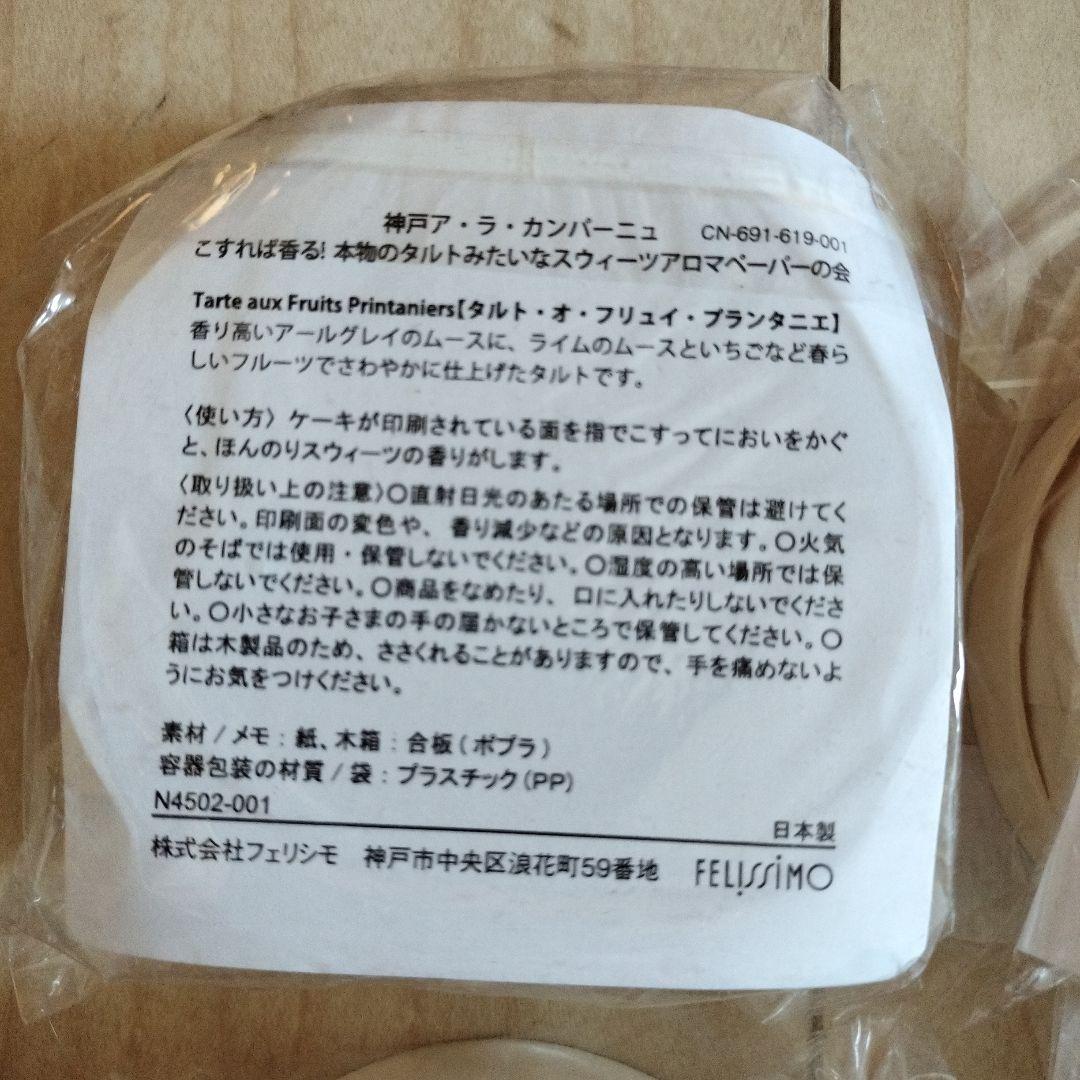 神戸ア・ラ・カンパーニュ CN-691-619-001
こすれば香る! 本物のタルトみたいなスウィーツアロマペーパーの会
Tarte aux Fruits Printaniers【タルト・オ・フリュイ・プランタニエ】
香り高いアールグレイのムースに、ライムのムースといちごなど春ら
しいフルーツでさわやかに仕上げたタルトです。
〈使い方〉ケーキが印刷されている面を指でこすってにおいをかぐ
と、ほんのりスウィーツの香りがします。
〈取り扱い上の注意〉○直射日光のあたる場所での保管は避けてく
ださい。印刷面の変色や、香り減少などの原因となります。○火気
のそばでは使用・保管しないでください。○湿度の高い場所では保
管しないでください。○商品をなめたり、口に入れたりしないでくださ
い。○小さなお子さまの手の届かないところで保管してください。○
箱は木製品のため、ささくれることがありますので、手を痛めないよ
うにお気をつけください。
素材/メモ:紙、木箱:合板(ポプラ)
容器包装の材質/袋:プラスチック(PP)
N4502-001
日本製
株式会社フェリシモ 神戸市中央区浪花町59番地 FELISSIMO